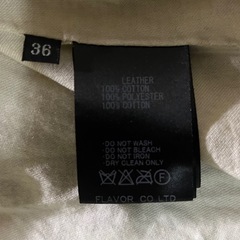 36
LEATHER
100% COTTON
100% POLYESTER
100% COTTON
-DO NOT WASH
-DO NOT BLEACH
-DO NOT IRON
-DRY CLEAN ONLY
FLAVOR CO.LTD